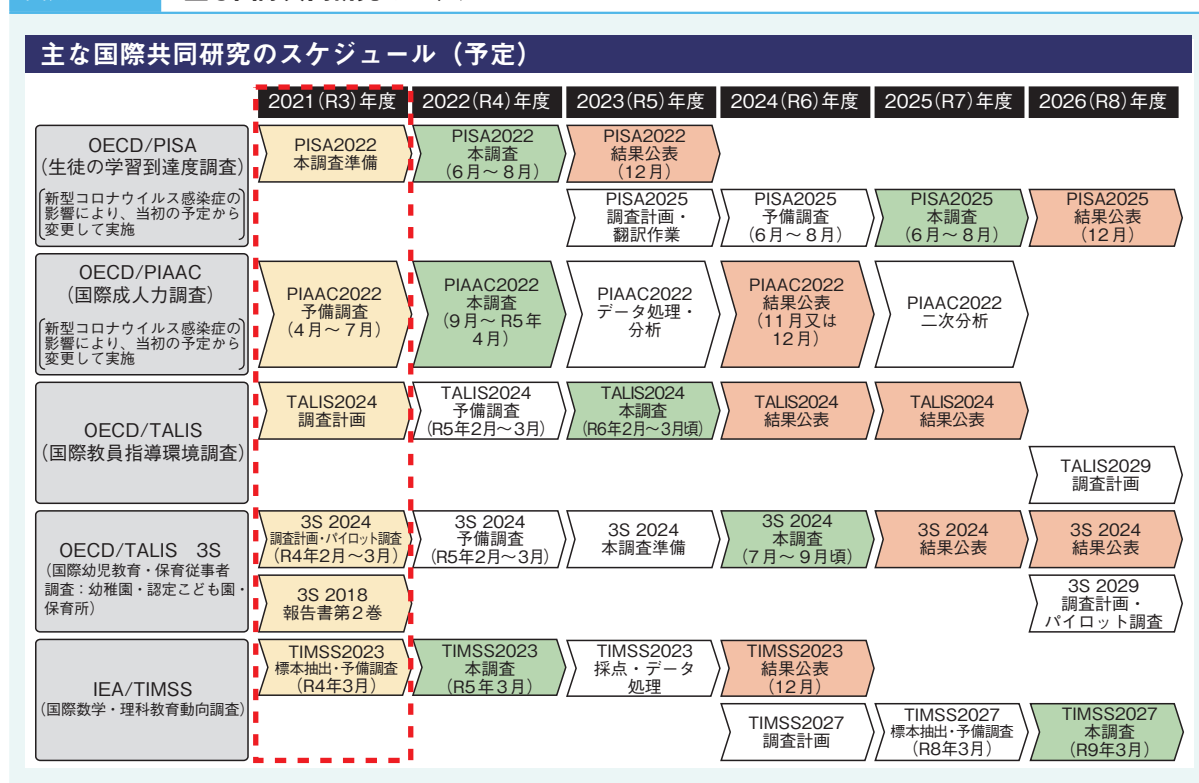 主な国際共同研究のスケジュール（予定）
2021（R3）年度 2022（R4）年度 2023（R5）年度 2024（R6）年度 2025（R7）年度 2026（R8）年度
OECD/PISA
（生徒の学習到達度調査）
新型コロナウイルス感染症の
影響により、当初の予定から
変更して実施
PISA2022
本調査準備
PISA2022
本調査
（6月～8月）
PISA2022
結果公表
（12月）
PISA2025
調査計画・
翻訳作業
PISA2025
予備調査
（6月～8月）
PISA2025
本調査
（6月～8月）
PISA2025
結果公表
（12月）
OECD/PIAAC
（国際成人力調査）
新型コロナウイルス感染症の
影響により、当初の予定から
変更して実施
PIAAC2022
予備調査
（4月～7月）
PIAAC2022
本調査
（9月～R5年
4月）
PIAAC2022
データ処理・
分析
PIAAC2022
結果公表
（11月又は
12月）
PIAAC2022
二次分析
OECD/TALIS
（国際教員指導環境調査）
TALIS2024
調査計画
TALIS2024
予備調査
（R5年2月～3月）
TALIS2024
本調査
（R6年2月～3月頃）
TALIS2024
結果公表
TALIS2024
結果公表
TALIS2029
調査計画
OECD/TALIS 3S
（国際幼児教育・保育従事者
調査：幼稚園・認定こども園・
保育所）
3S 2024
調査計画・パイロット調査
（R4年2月～3月）
3S 2024
予備調査
（R5年2月～3月）
3S 2024
本調査準備
3S 2024
本調査
（7月～9月頃）
3S 2024
結果公表
3S 2024
結果公表
3S 2018
報告書第2巻
3S 2029
調査計画・
パイロット調査
IEA/TIMSS
（国際数学・理科教育動向調査）
TIMSS2023
標本抽出・予備調査
（R4年3月）
TIMSS2023
本調査
（R5年3月）
TIMSS2023
採点・データ
処理
TIMSS2023
結果公表
（12月）
TIMSS2027
調査計画
TIMSS2027
標本抽出・予備調査
（R8年3月）
TIMSS2027
本調査
（R9年3月）